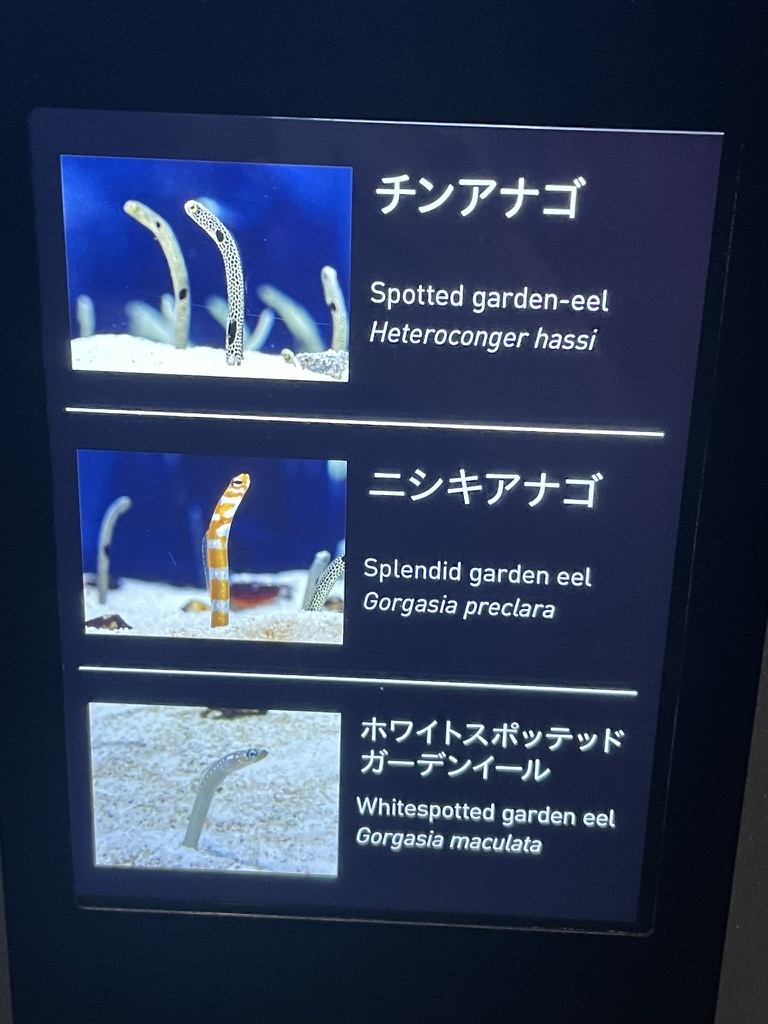 チンアナゴ
Spotted garden-eel
Heteroconger hassi
ニシキアナゴ
Splendid garden eel
Gorgasia preclara
ホワイトスポッテッド
ガーデンイール
Whitespotted garden eel
Gorgasia maculata